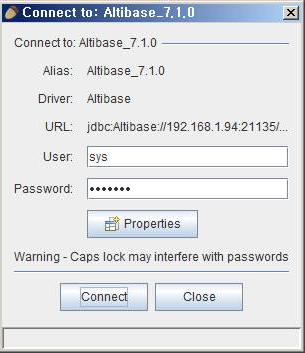 Connect to: Altibase_7.1.0
Connect to: Altibase_7.1.0
Alias: Altibase_7.1.0
Driver: Altibase
URL: jdbc:Altibase://192.168.1.94:21135/...
User: sys
Password: •••••••
Properties
Warning - Caps lock may interfere with passwords
Connect Close